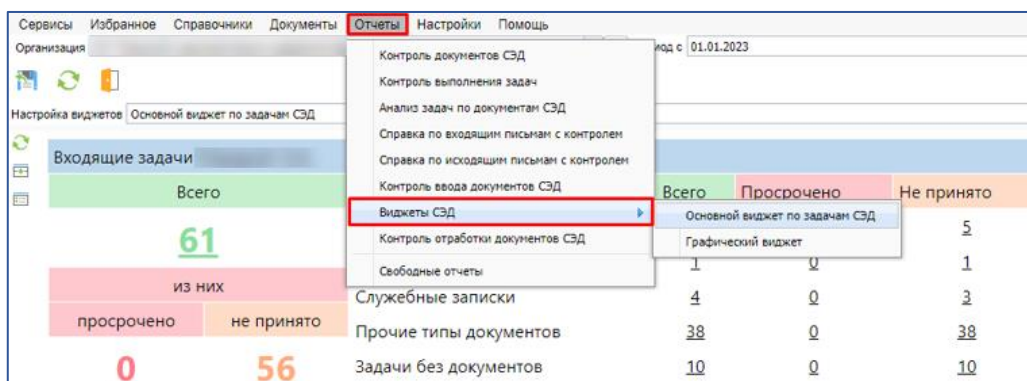 Сервисы Избранное Справочники Документы Отчеты Настройки Помощь
Организация
иод с 01.01.2023
Контроль документов СЭД
Контроль выполнения задач
Анализ задач по документам СЭД
Справка по входящим письмам с контролем
Справка по исходящим письмам с контролем
Контроль ввода документов СЭД
Виджеты СЭД
Контроль отработки документов СЭД
Свободные отчеты
Основной виджет по задачам СЭД
Графический виджет
Настройка виджетов Основной виджет по задачам СЭД
Входящие задачи
Всего
61
из них
просрочено не принято
0 56
Всего Просрочено Не принято
5
1 0 1
Служебные записки 4 0 3
Прочие типы документов 38 0 38
Задачи без документов 10 0 10